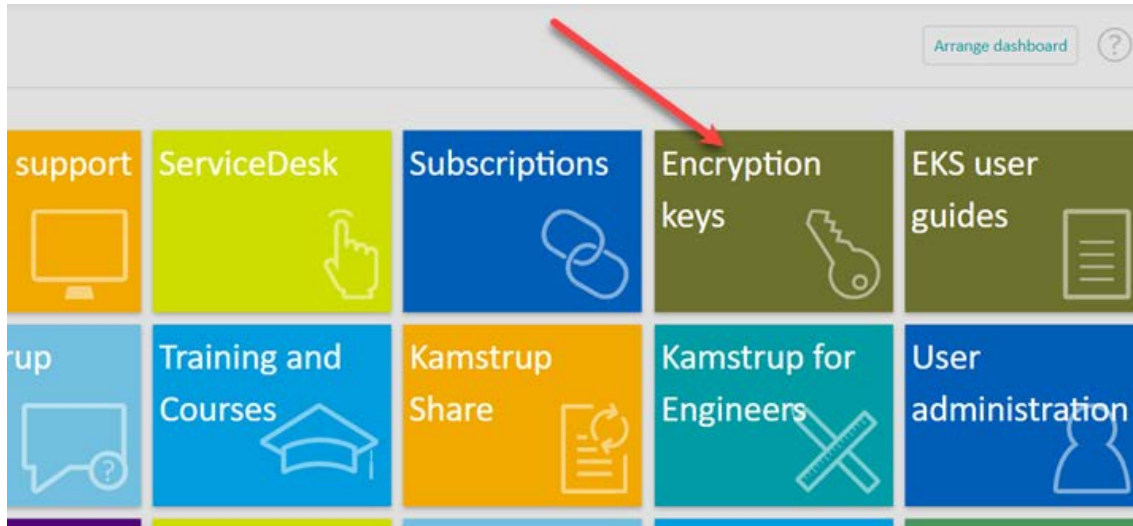 Arrange dashboard
?
support
ServiceDesk
Subscriptions
Encryption
keys
EKS user
guides
rup
?
Training and
Courses
Kamstrup
Share
Kamstrup for
Engineers
User
administration